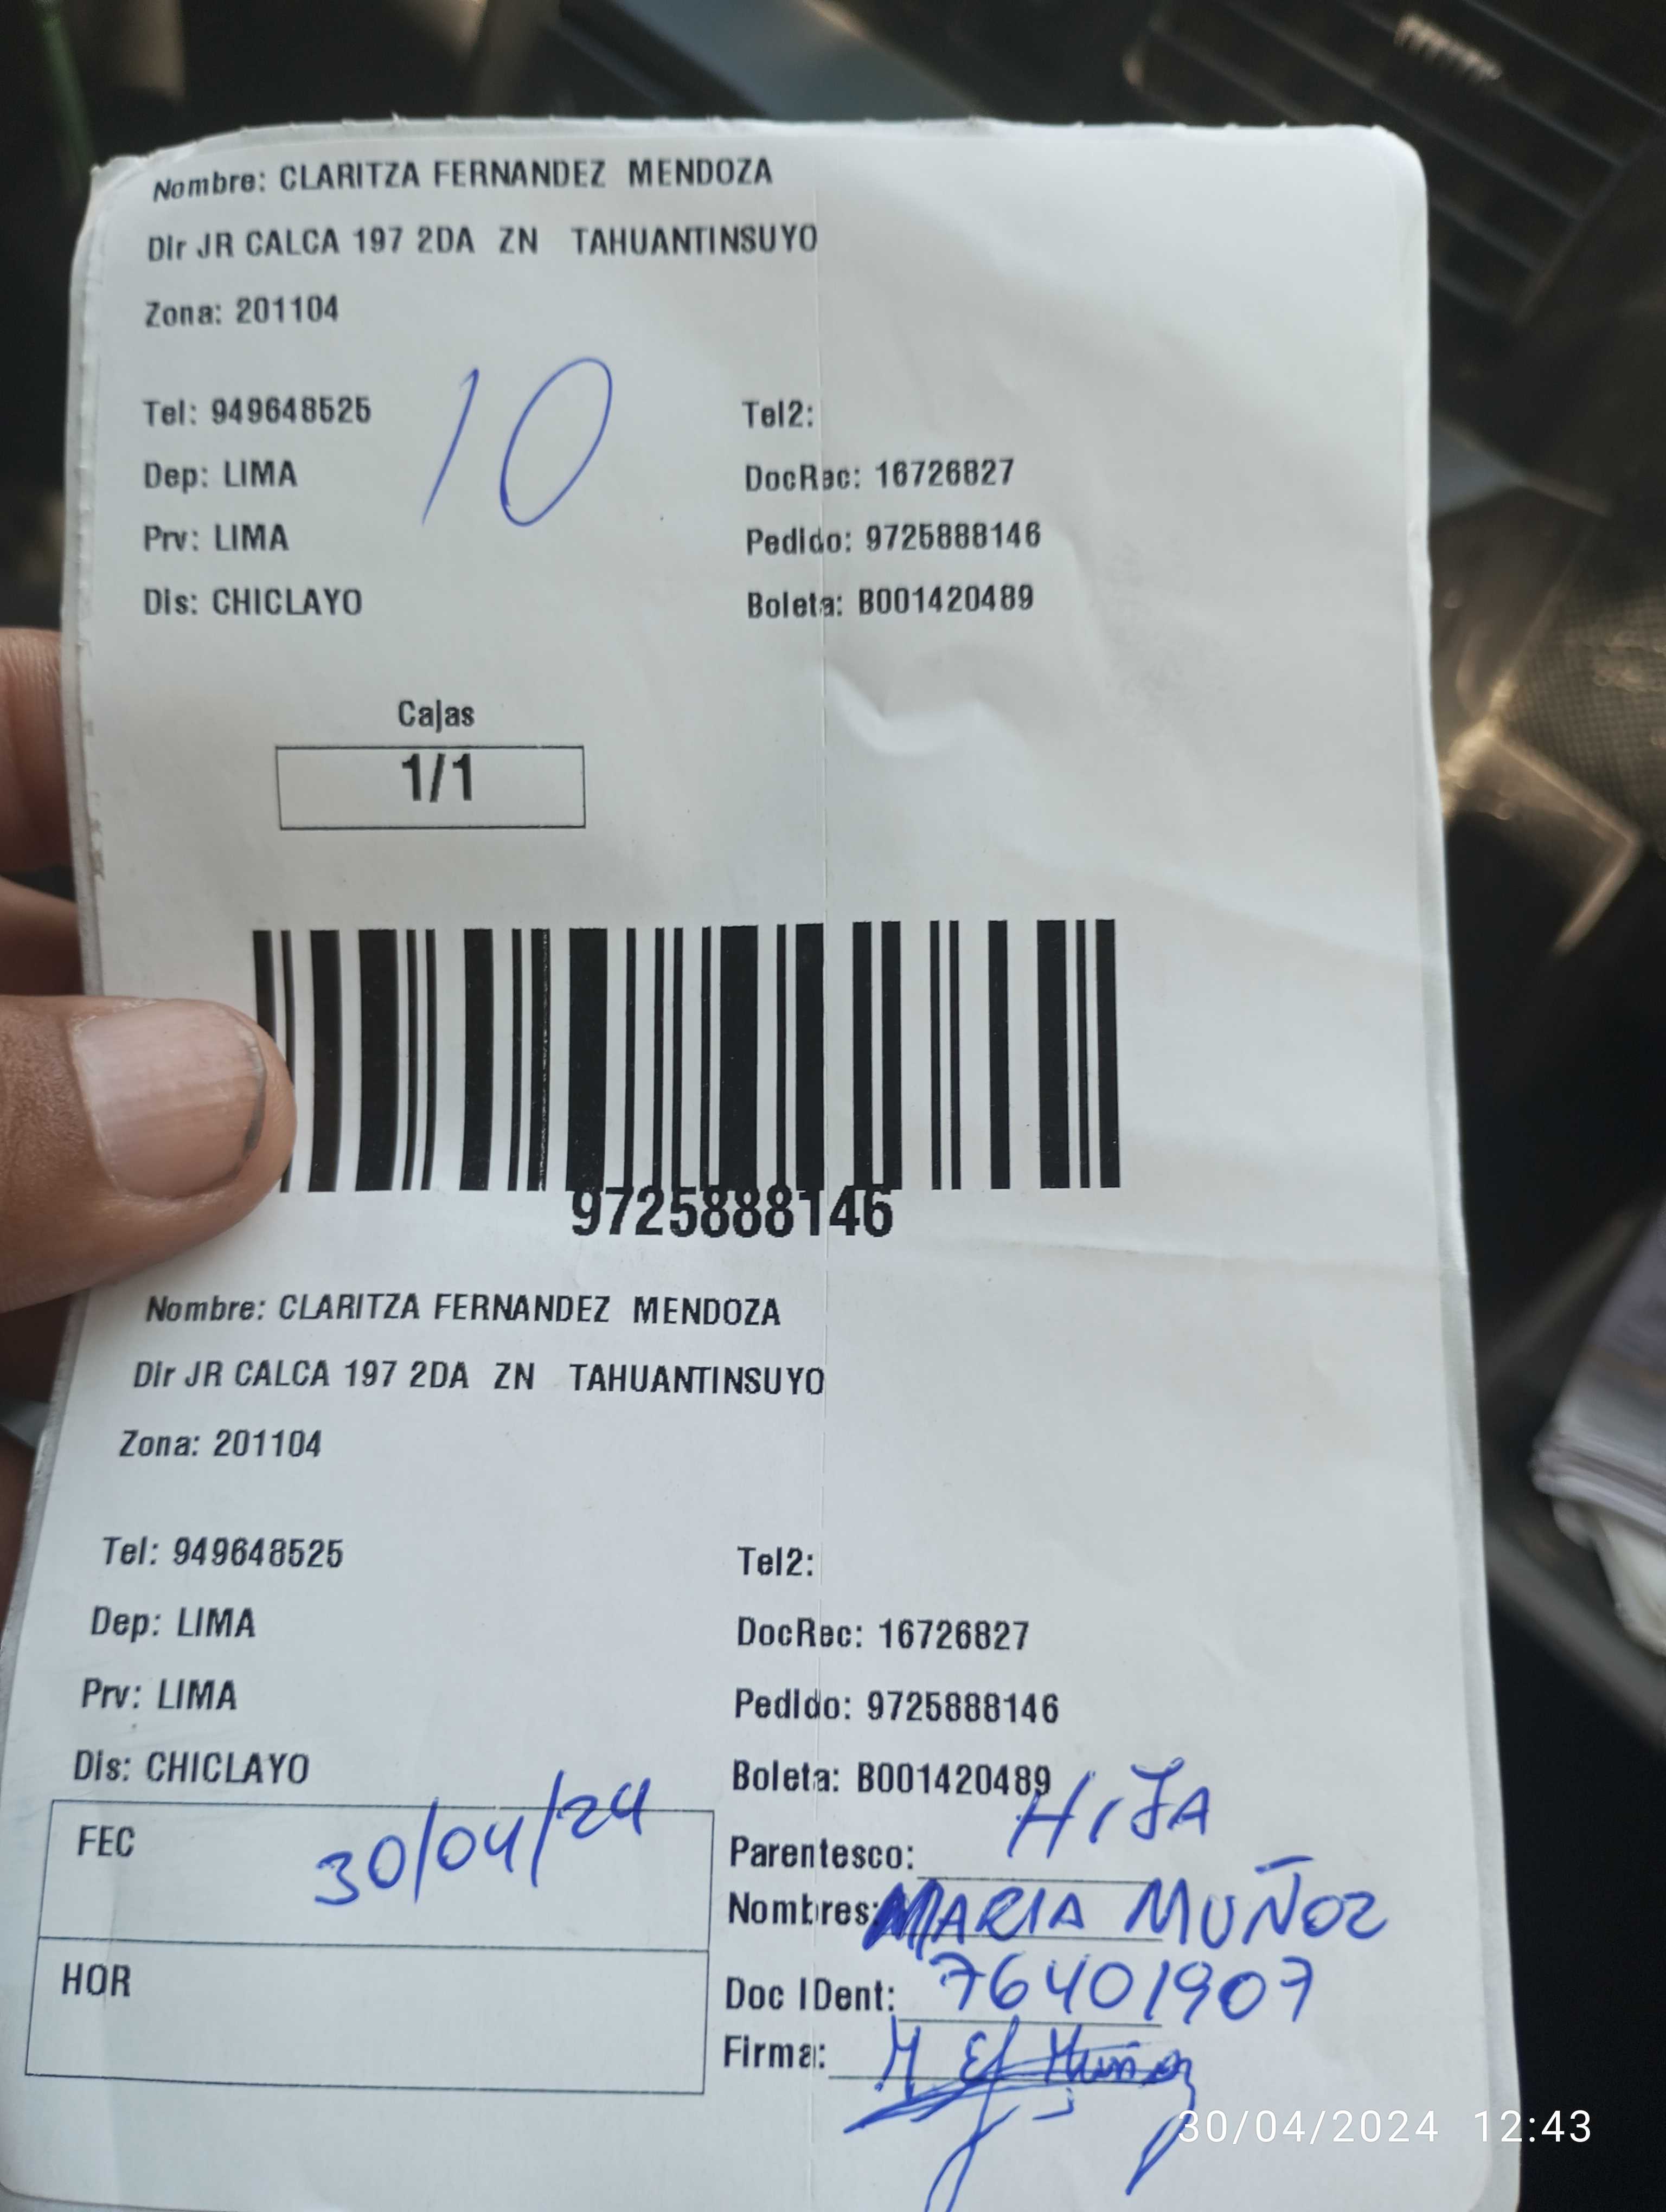 Nombre: CLARITZA FERNANDEZ MENDOZA
Dir JR CALCA 197 2DA ZN TAHUANTINSUYO
Zona: 201104
10
Tel: 949648525
Tel2:
Dep: LIMA
DocRec: 16726827
Prv: LIMA
Pedido: 9725888146
Dis: CHICLAYO
Boleta: B001420489
Cajas
1/1
9725888146
Nombre: CLARITZA FERNANDEZ MENDOZA
Dir JR CALCA 197 2DA ZN TAHUANTINSUYO
Zona: 201104
Tel: 949648525
Tel2:
Dep: LIMA
DocRec: 16726827
Prv: LIMA
Pedido: 9725888146
Dis: CHICLAYO
Boleta: B001420489
FEC 30/04/24
HOR
Parentesco: HIJA
Nombres: MARIA MUÑOZ
Doc IDent: 76401907
Firma: M Muñoz
30/04/2024 12:43